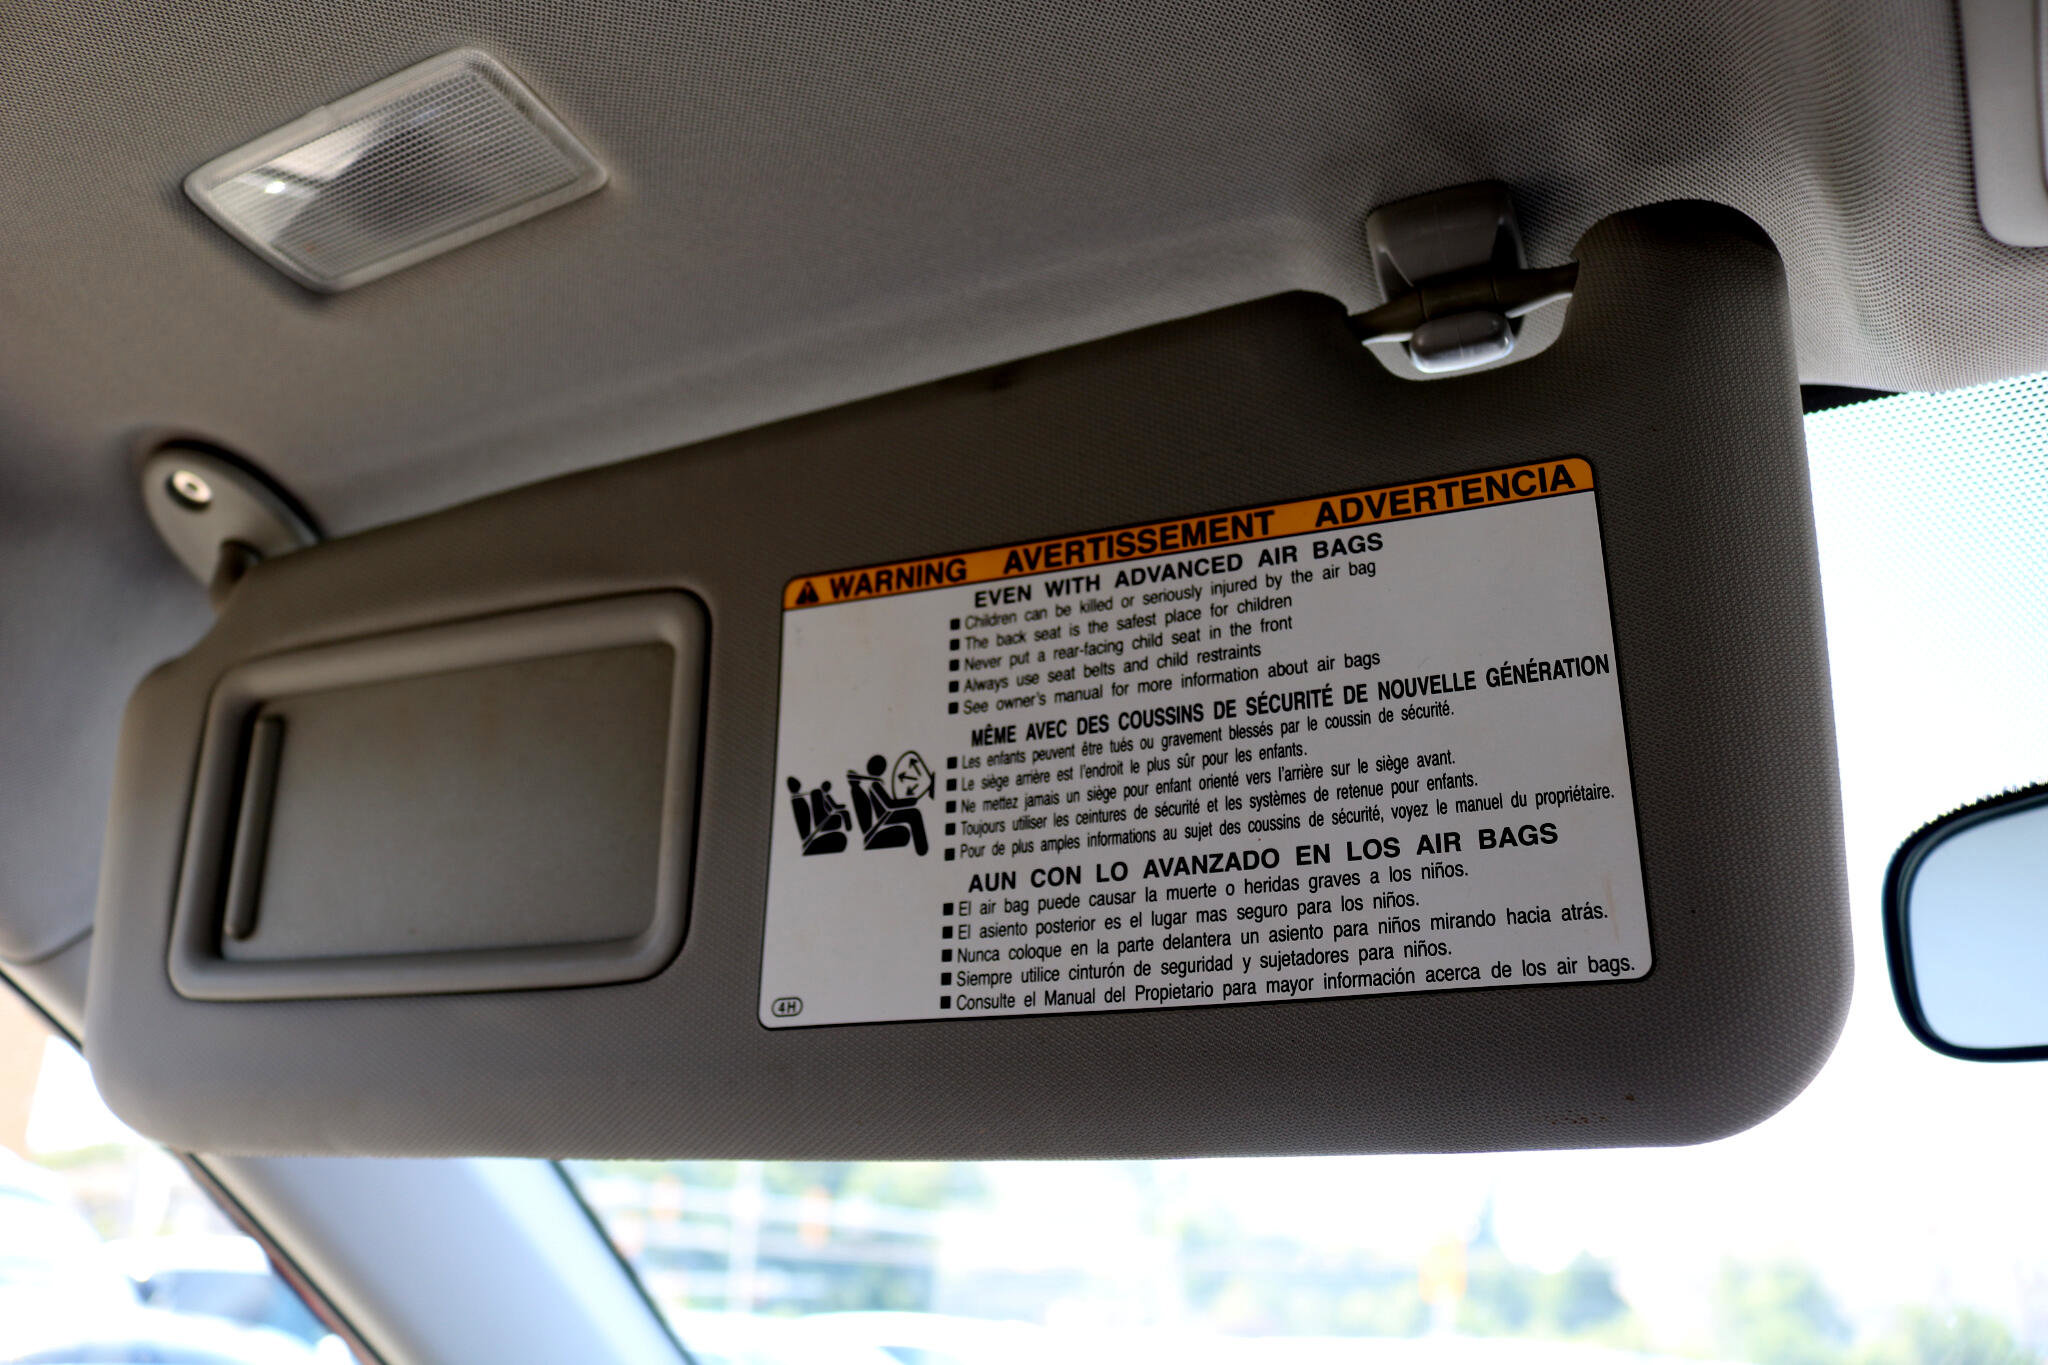 WARNING AVERTISSEMENT ADVERTENCIA
EVEN WITH ADVANCED AIR BAGS
■ Children can be killed or seriously injured by the air bag
■ The back seat is the safest place for children
■ Never put a rear-facing child seat in the front
■ Always use seat belts and child restraints
■ See owner's manual for more information about air bags
MÊME AVEC DES COUSSINS DE SÉCURITÉ DE NOUVELLE GÉNÉRATION
■ Les enfants peuvent être tués ou gravement blessés par le coussin de sécurité.
■ Le siège arrière est l'endroit le plus sûr pour les enfants.
■ Ne mettez jamais un siège pour enfant orienté vers l'arrière sur le siège avant.
■ Toujours utiliser les ceintures de sécurité et les systèmes de retenue pour enfants.
■ Pour de plus amples informations au sujet des coussins de sécurité, voyez le manuel du propriétaire.
AUN CON LO AVANZADO EN LOS AIR BAGS
■ El air bag puede causar la muerte o heridas graves a los niños.
■ El asiento posterior es el lugar mas seguro para los niños.
■ Nunca coloque en la parte delantera un asiento para niños mirando hacia atrás.
■ Siempre utilice cinturón de seguridad y sujetadores para niños.
■ Consulte el Manual del Propietario para mayor información acerca de los air bags.
4H